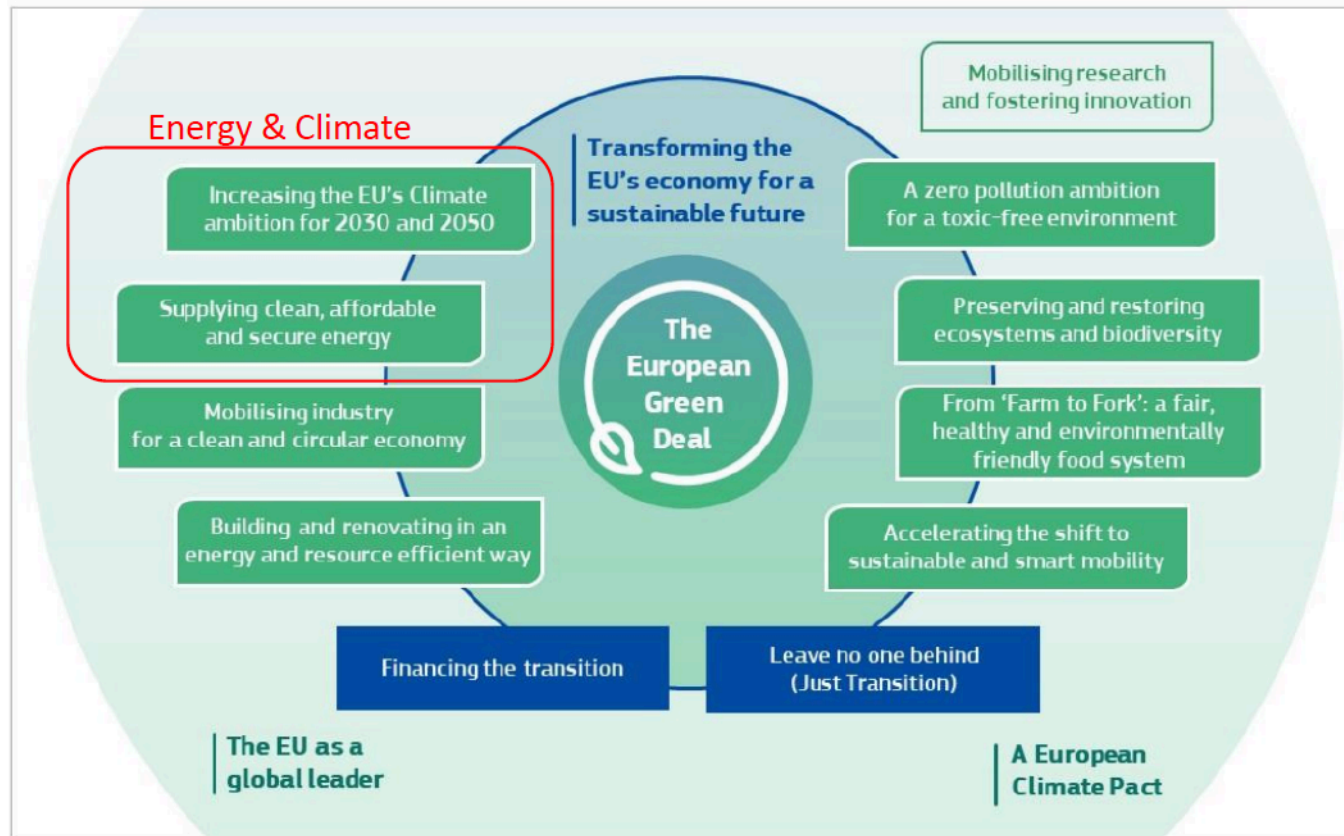 Mobilising research
and fostering innovation
Energy & Climate
Transforming the
EU's economy for a
sustainable future
Increasing the EU's Climate
ambition for 2030 and 2050
A zero pollution ambition
for a toxic-free environment
Supplying clean, affordable
and secure energy
Preserving and restoring
ecosystems and biodiversity
The
European
Green
Deal
Mobilising industry
for a clean and circular economy
From ‘Farm to Fork’: a fair,
healthy and environmentally
friendly food system
Building and renovating in an
energy and resource efficient way
Accelerating the shift to
sustainable and smart mobility
Financing the transition
Leave no one behind
(Just Transition)
The EU as a
global leader
A European
Climate Pact